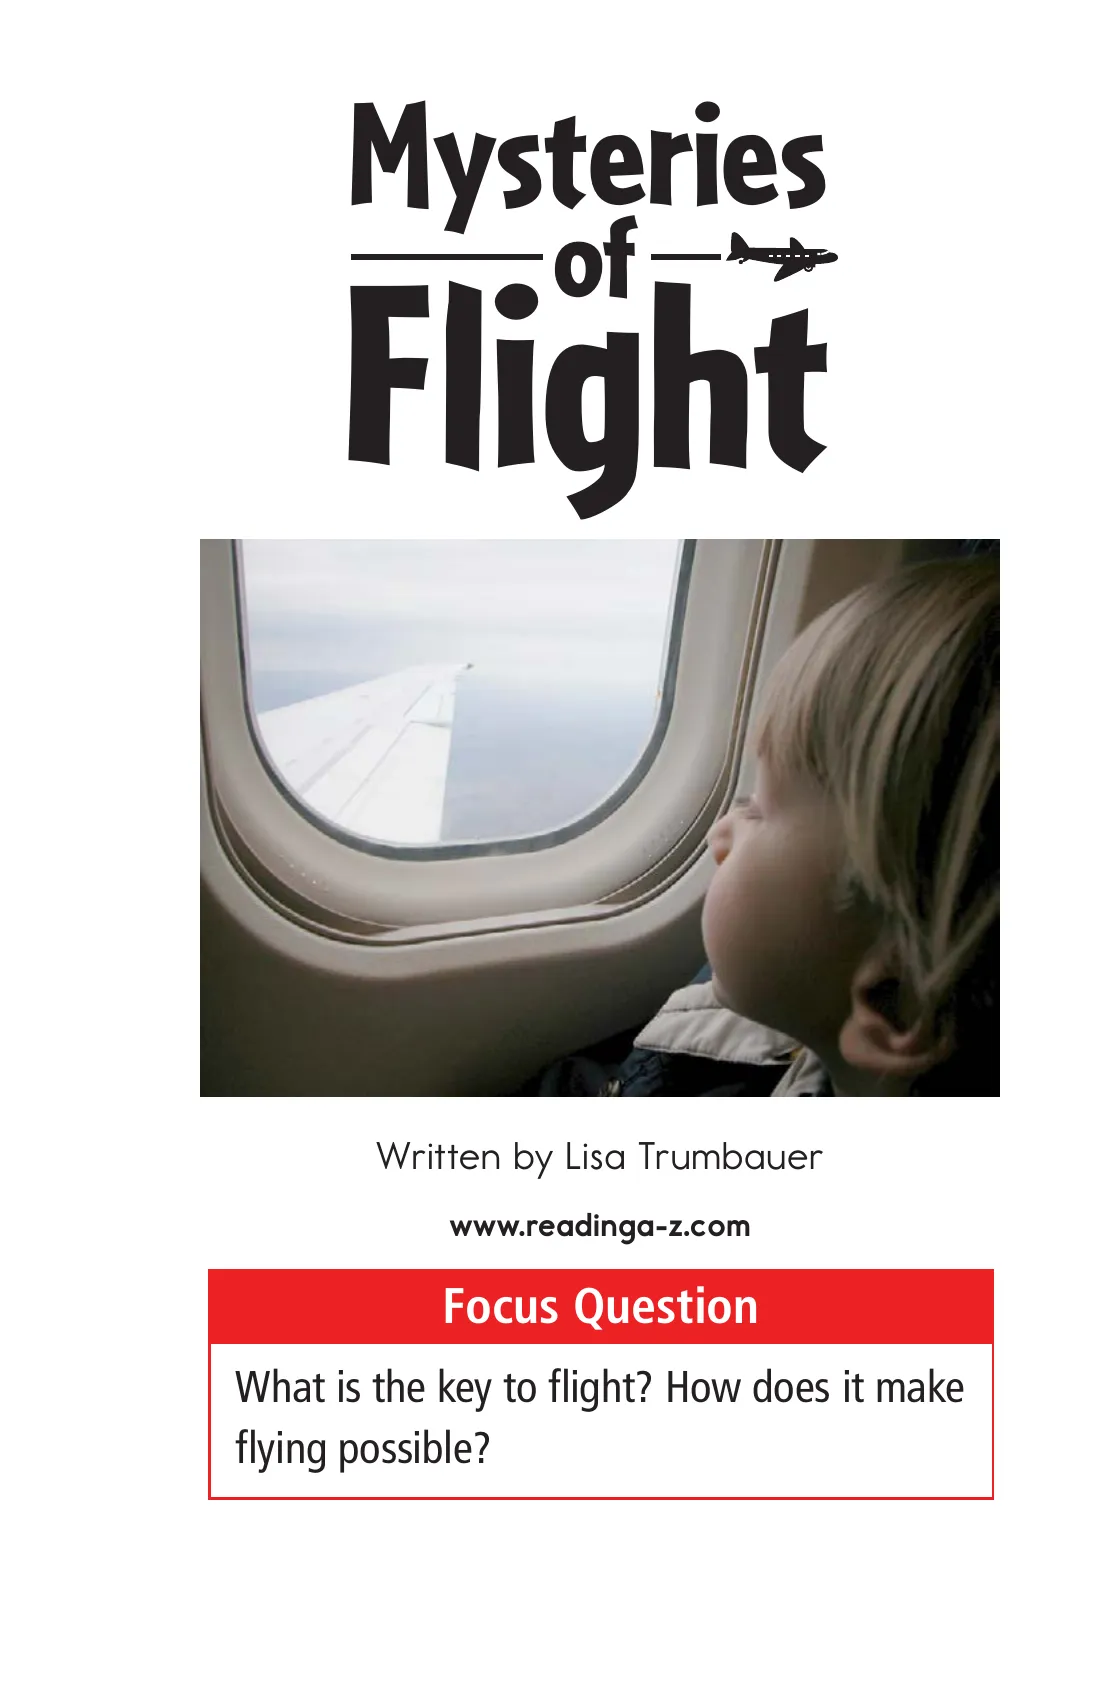 Mysteries
of
Flight
Written by Lisa Trumbauer
www.readinga-z.com
Focus Question
What is the key to flight? How does it make
flying possible?